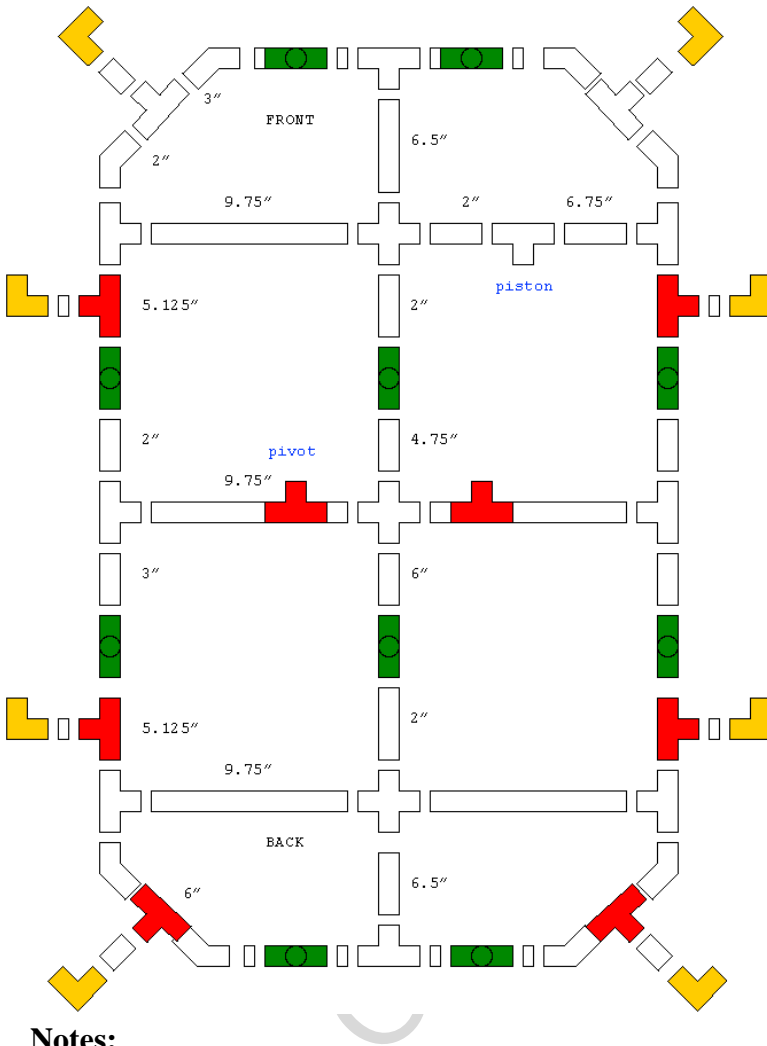 3″
FRONT
6.5″
2″
9.75″ 2″ 6.75″
piston
5.125″ 2″
2″ 4.75″
pivot
9.75″
3″ 6″
5.125″ 2″
9.75″
BACK
6.5″
6″
Notes: